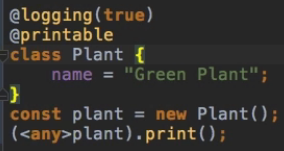 @logging(true)
@printable
class Plant {
    name = "Green Plant";
}
const plant = new Plant();
(<any>plant).print();